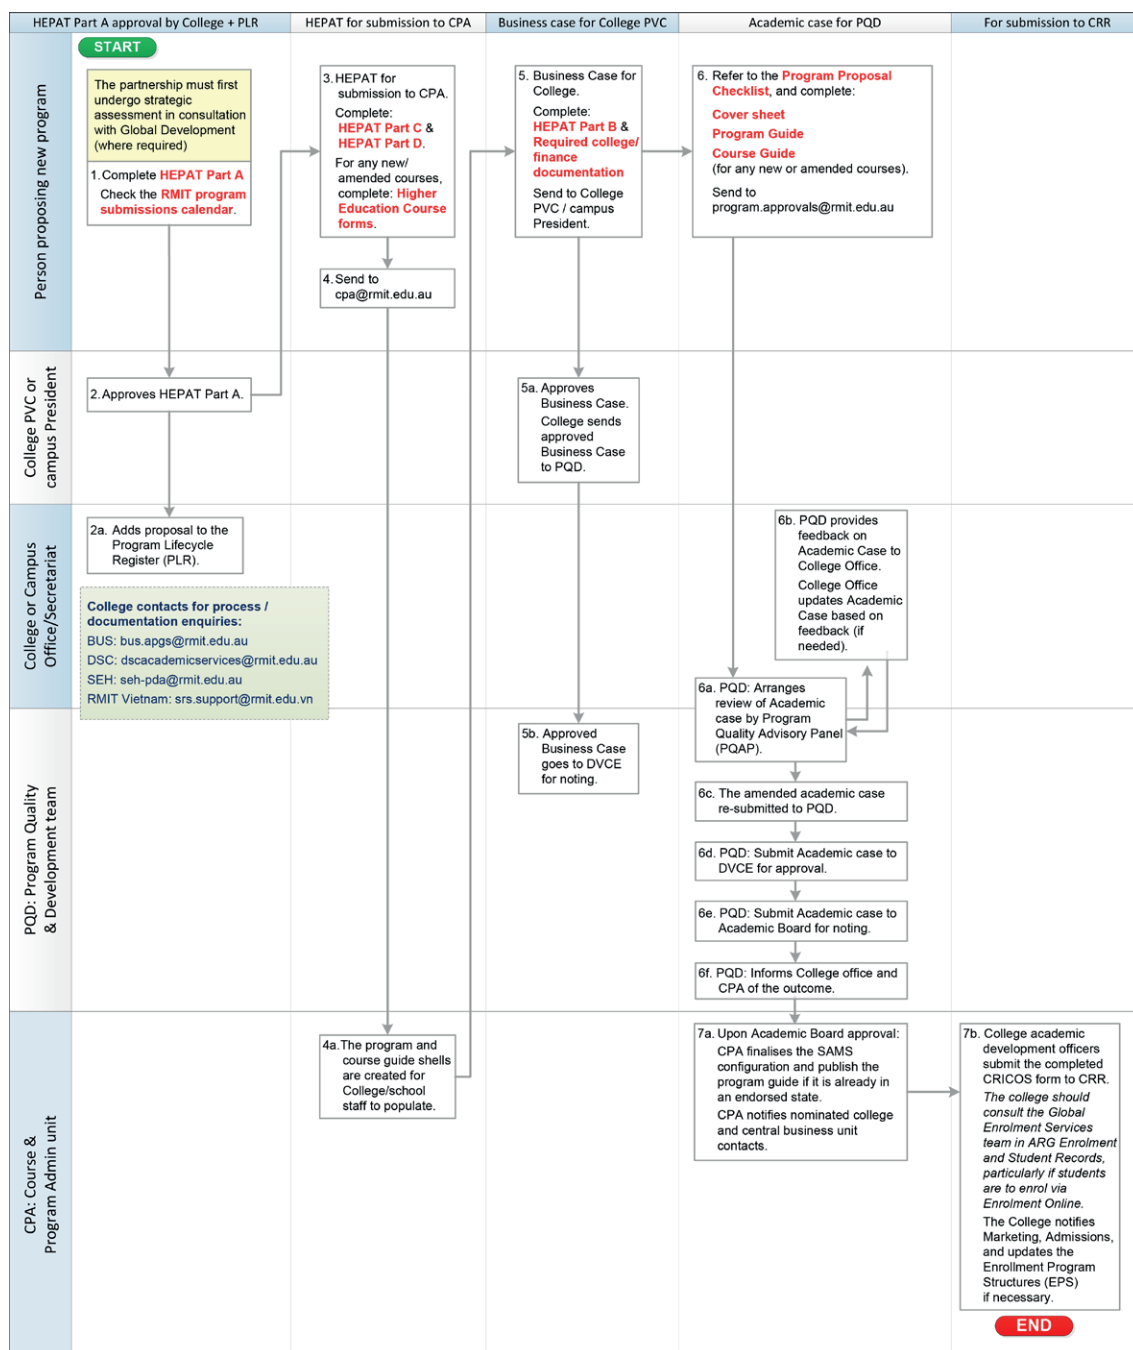 HEPAT Part A approval by College + PLR
HEPAT for submission to CPA
Business case for College PVC
Academic case for PQD
For submission to CRR
Person proposing new program
START
The partnership must first
undergo strategic
assessment in consultation
with Global Development
(where required)
1. Complete HEPAT Part A
Check the RMIT program
submissions calendar.
3. HEPAT for
submission to CPA.
Complete:
HEPAT Part C &
HEPAT Part D.
For any new/
amended courses,
complete: Higher
Education Course
forms.
4. Send to
cpa@rmit.edu.au
5. Business Case for
College.
Complete:
HEPAT Part B &
Required college/
finance
documentation
Send to College
PVC / campus
President.
6. Refer to the Program Proposal
Checklist, and complete:
Cover sheet
Program Guide
Course Guide
(for any new or amended courses).
Send to
program.approvals@rmit.edu.au
College PVC or
campus President
2. Approves HEPAT Part A.
5a. Approves
Business Case.
College sends
approved
Business Case
to PQD.
College or Campus
Office/Secretariat
2a. Adds proposal to the
Program Lifecycle
Register (PLR).
College contacts for process /
documentation enquiries:
BUS: bus.apgs@rmit.edu.au
DSC: dscacademicservices@rmit.edu.au
SEH: seh-pda@rmit.edu.au
RMIT Vietnam: srs.support@rmit.edu.vn
6b. PQD provides
feedback on
Academic Case to
College Office.
College Office
updates Academic
Case based on
feedback (if
needed).
PQD: Program Quality
& Development team
5b. Approved
Business Case
goes to DVCE
for noting.
6a. PQD: Arranges
review of Academic
case by Program
Quality Advisory Panel
(PQAP).
6c. The amended academic case
re-submitted to PQD.
6d. PQD: Submit Academic case to
DVCE for approval.
6e. PQD: Submit Academic case to
Academic Board for noting.
6f. PQD: Informs College office and
CPA of the outcome.
CPA: Course &
Program Admin unit
4a. The program and
course guide shells
are created for
College/school
staff to populate.
7a. Upon Academic Board approval:
CPA finalises the SAMS
configuration and publish the
program guide if it is already in
an endorsed state.
CPA notifies nominated college
and central business unit
contacts.
7b. College academic
development officers
submit the completed
CRICOS form to CRR.
The college should
consult the Global
Enrolment Services
team in ARG Enrolment
and Student Records,
particularly if students
are to enrol via
Enrolment Online.
The College notifies
Marketing, Admissions,
and updates the
Enrollment Program
Structures (EPS)
if necessary.
END